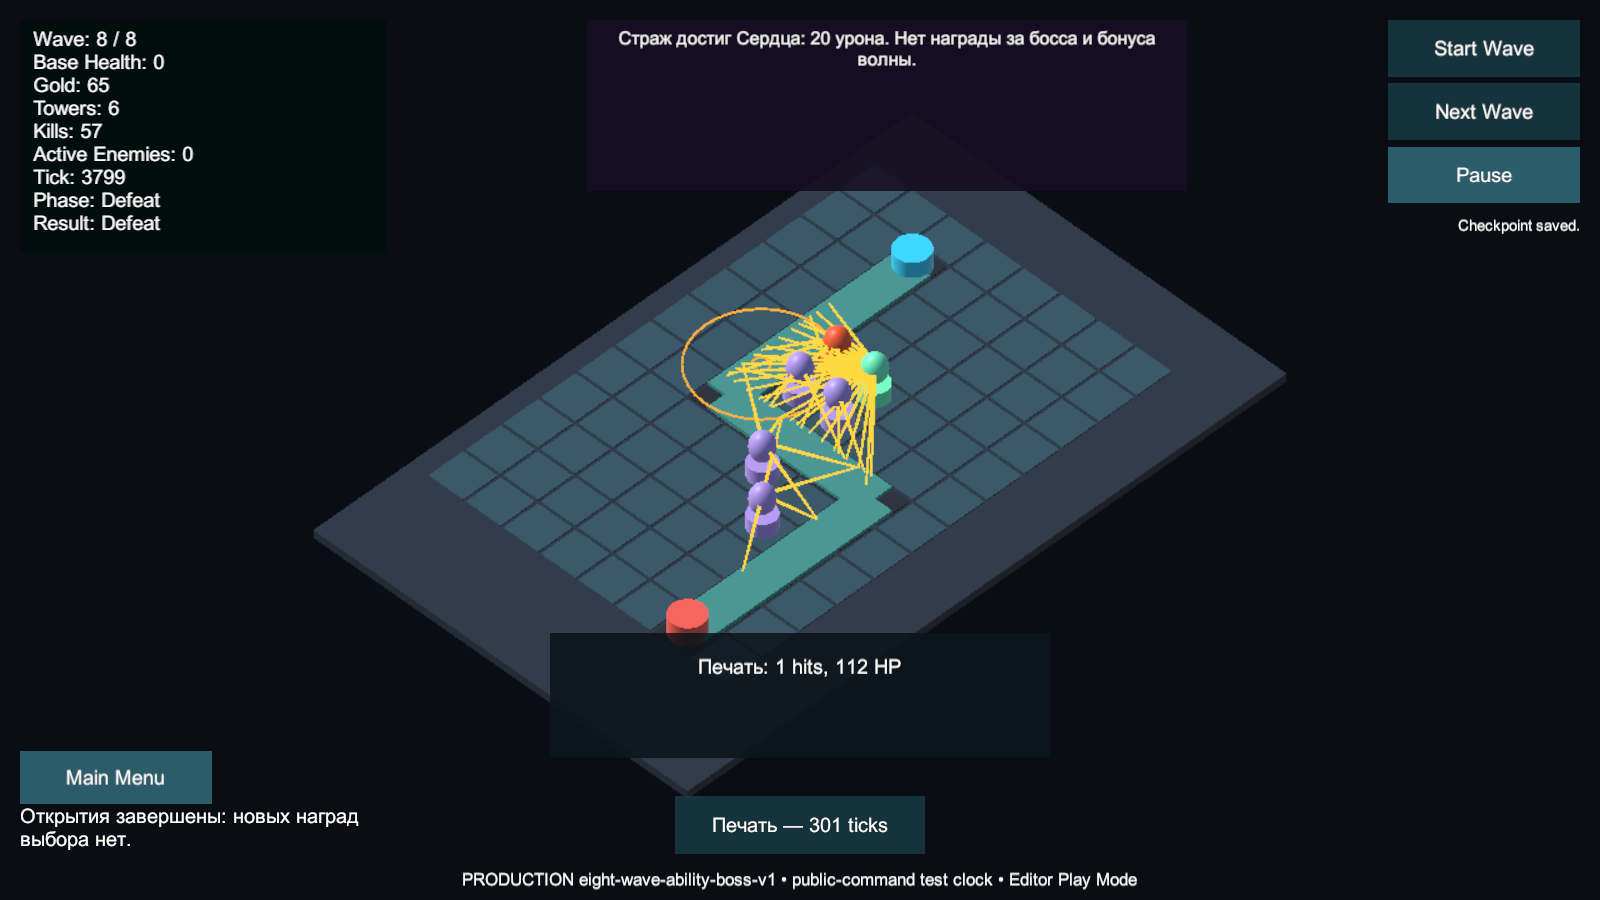 Wave: 8 / 8
Base Health: 0
Gold: 65
Towers: 6
Kills: 57
Active Enemies: 0
Tick: 3799
Phase: Defeat
Result: Defeat
Страж достиг Сердца: 20 урона. Нет награды за босса и бонуса
волны.
Start Wave
Next Wave
Pause
Checkpoint saved.
Печать: 1 hits, 112 HP
Main Menu
Открытия завершены: новых наград
выбора нет.
Печать — 301 ticks
PRODUCTION eight-wave-ability-boss-v1 • public-command test clock • Editor Play Mode